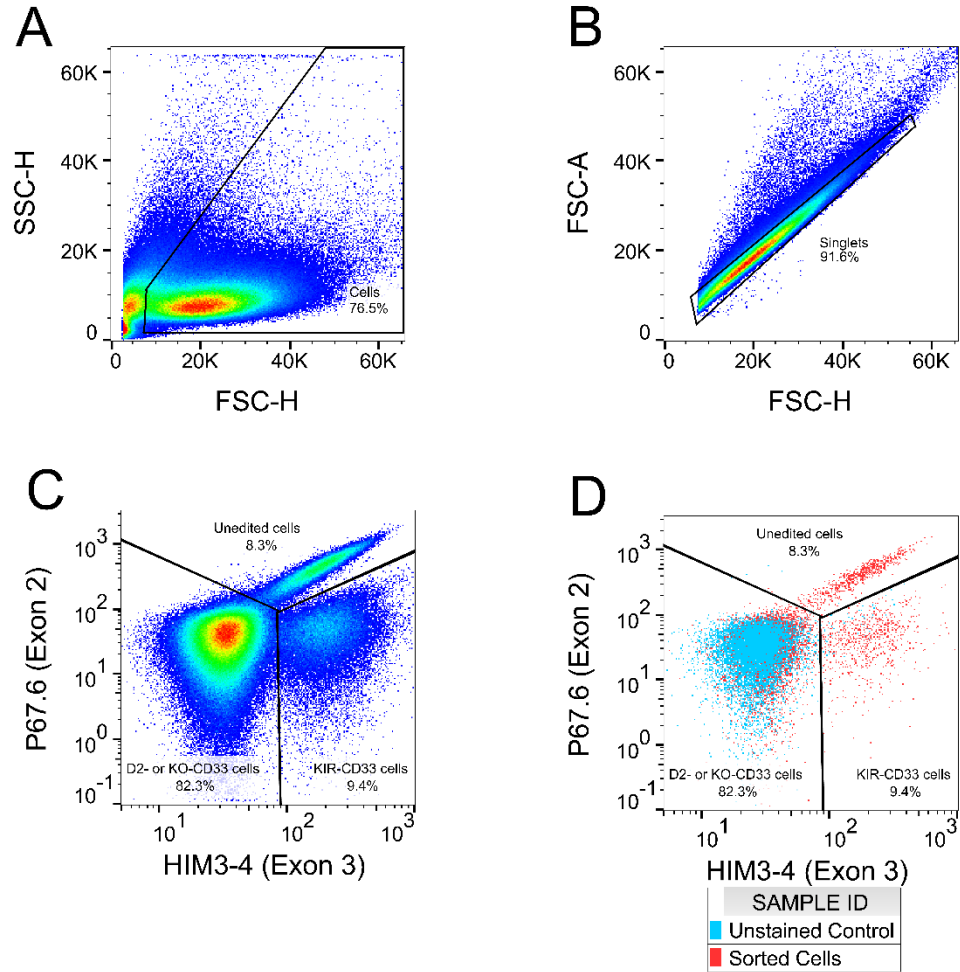 A
SSC-H
60K
40K
20K
0
Cells
76.5%
0
20K
40K
60K
FSC-H
B
FSC-A
60K
40K
20K
0
Singlets
91.6%
0
20K
40K
60K
FSC-H
C
P67.6 (Exon 2)
Unedited cells
8.3%
10³
10²
10¹
10⁰
10⁻¹
D2- or KO-CD33 cells
82.3%
KIR-CD33 cells
9.4%
10¹
10²
10³
HIM3-4 (Exon 3)
D
P67.6 (Exon 2)
Unedited cells
8.3%
10³
10²
10¹
10⁰
10⁻¹
D2- or KO-CD33 cells
82.3%
KIR-CD33 cells
9.4%
10¹
10²
10³
HIM3-4 (Exon 3)
SAMPLE ID
Unstained Control
Sorted Cells